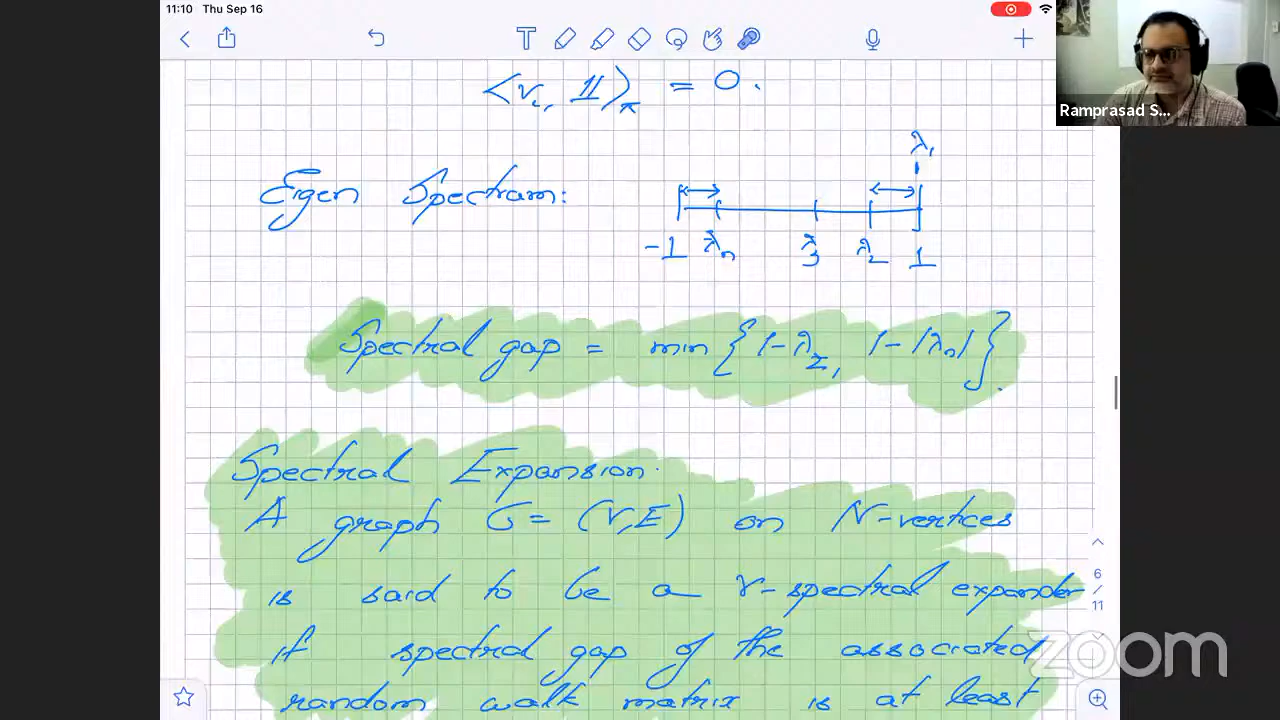 11:10 Thu Sep 16
⟨v_i, 𝟙⟩_π = 0.
Ramprasad S...
λ₁
Eigen Spectrum:
-1 λₙ λ₃ λ₂ 1
Spectral gap = min {1-λ₂, 1-|λₙ|}.
Spectral Expansion.
A graph G = (V,E) on N-vertices
is said to be a γ-spectral expander
if spectral gap of the associated
random walk matrix is at least
6
/
11
zoom